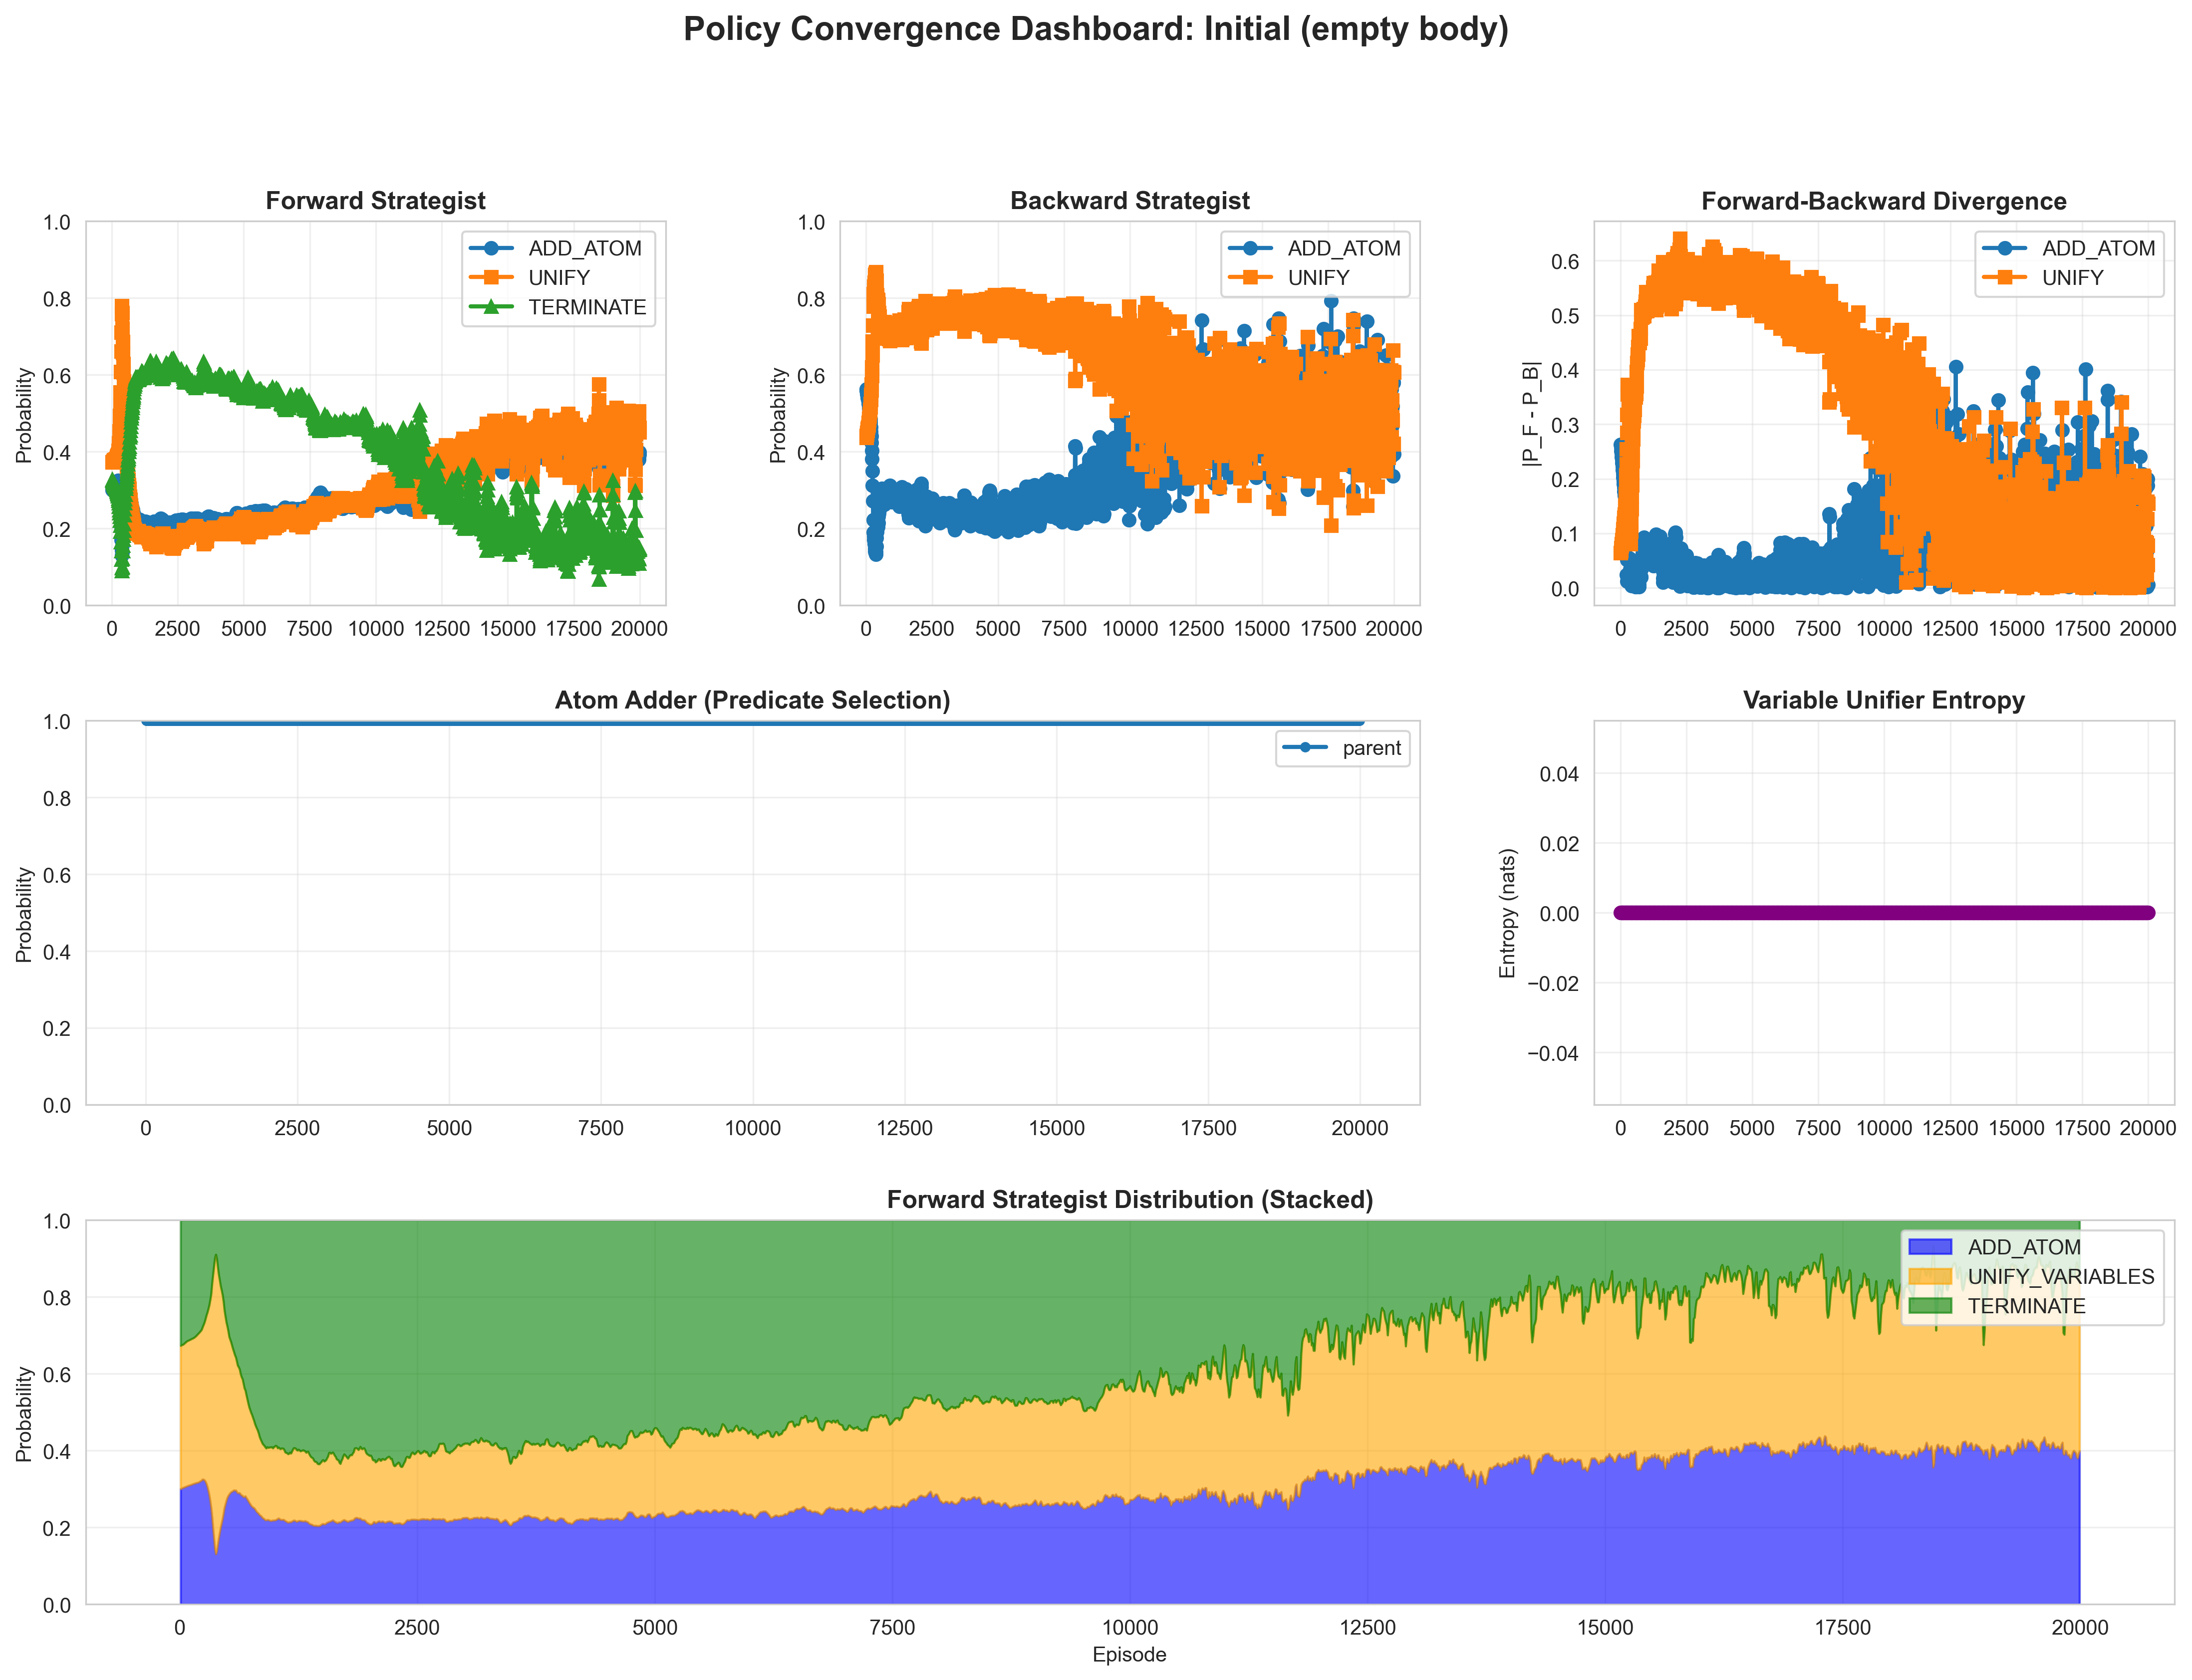 Policy Convergence Dashboard: Initial (empty body)
Forward Strategist
Probability
1.0
0.8
0.6
0.4
0.2
0.0
0 2500 5000 7500 10000 12500 15000 17500 20000
ADD_ATOM
UNIFY
TERMINATE
Backward Strategist
Probability
1.0
0.8
0.6
0.4
0.2
0.0
0 2500 5000 7500 10000 12500 15000 17500 20000
ADD_ATOM
UNIFY
Forward-Backward Divergence
|P_F - P_B|
0.6
0.5
0.4
0.3
0.2
0.1
0.0
0 2500 5000 7500 10000 12500 15000 17500 20000
ADD_ATOM
UNIFY
Atom Adder (Predicate Selection)
Probability
1.0
0.8
0.6
0.4
0.2
0.0
0 2500 5000 7500 10000 12500 15000 17500 20000
parent
Variable Unifier Entropy
Entropy (nats)
0.04
0.02
0.00
−0.02
−0.04
0 2500 5000 7500 10000 12500 15000 17500 20000
Forward Strategist Distribution (Stacked)
Probability
1.0
0.8
0.6
0.4
0.2
0.0
0 2500 5000 7500 10000 12500 15000 17500 20000
Episode
ADD_ATOM
UNIFY_VARIABLES
TERMINATE